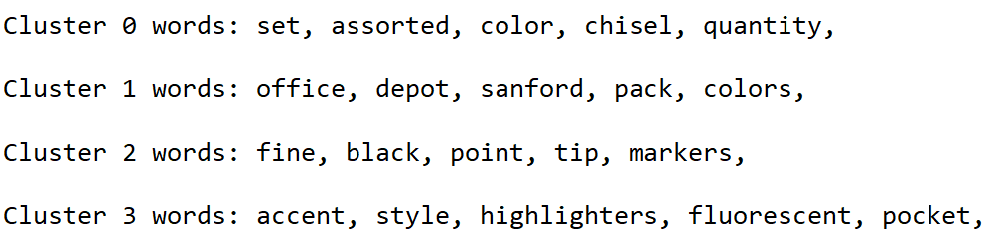 Cluster 0 words: set, assorted, color, chisel, quantity,
Cluster 1 words: office, depot, sanford, pack, colors,
Cluster 2 words: fine, black, point, tip, markers,
Cluster 3 words: accent, style, highlighters, fluorescent, pocket,